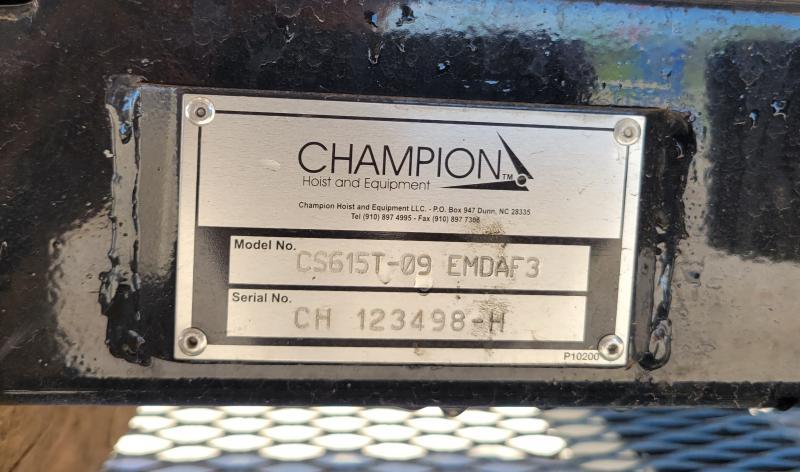 CHAMPION TM
Hoist and Equipment
Champion Hoist and Equipment LLC. - P.O. Box 947 Dunn, NC 28335
Tel (910) 897 4995 - Fax (910) 897 7386
Model No.
CS615T-09 EMDAF3
Serial No.
CH 123498-H
P10200